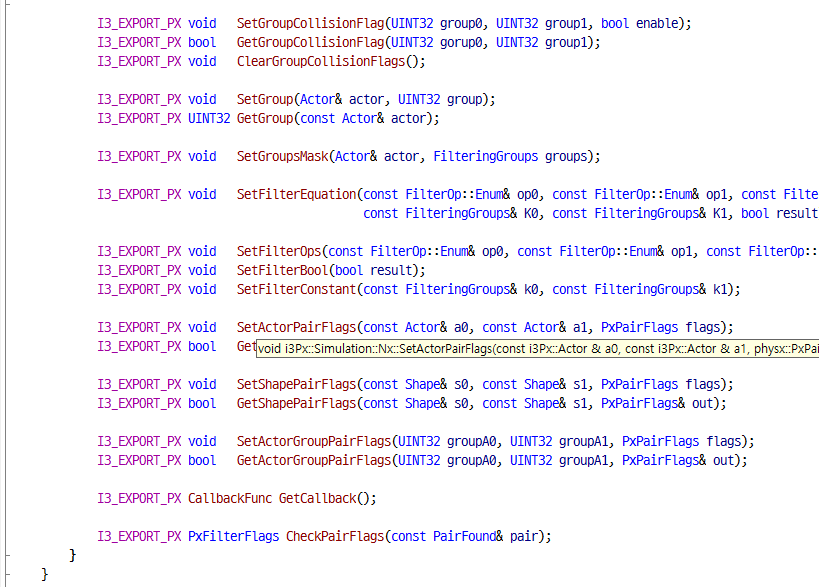 I3_EXPORT_PX void   SetGroupCollisionFlag(UINT32 group0, UINT32 group1, bool enable);
I3_EXPORT_PX bool   GetGroupCollisionFlag(UINT32 gorup0, UINT32 group1);
I3_EXPORT_PX void   ClearGroupCollisionFlags();
I3_EXPORT_PX void   SetGroup(Actor& actor, UINT32 group);
I3_EXPORT_PX UINT32 GetGroup(const Actor& actor);
I3_EXPORT_PX void   SetGroupsMask(Actor& actor, FilteringGroups groups);
I3_EXPORT_PX void   SetFilterEquation(const FilterOp::Enum& op0, const FilterOp::Enum& op1, const Filte
const FilteringGroups& K0, const FilteringGroups& K1, bool result
I3_EXPORT_PX void   SetFilterOps(const FilterOp::Enum& op0, const FilterOp::Enum& op1, const FilterOp::
I3_EXPORT_PX void   SetFilterBool(bool result);
I3_EXPORT_PX void   SetFilterConstant(const FilteringGroups& k0, const FilteringGroups& k1);
I3_EXPORT_PX void   SetActorPairFlags(const Actor& a0, const Actor& a1, PxPairFlags flags);
I3_EXPORT_PX bool   Get
void i3Px::Simulation::Nx::SetActorPairFlags(const i3Px::Actor & a0, const i3Px::Actor & a1, physx::PxPai
I3_EXPORT_PX void   SetShapePairFlags(const Shape& s0, const Shape& s1, PxPairFlags flags);
I3_EXPORT_PX bool   GetShapePairFlags(const Shape& s0, const Shape& s1, PxPairFlags& out);
I3_EXPORT_PX void   SetActorGroupPairFlags(UINT32 groupA0, UINT32 groupA1, PxPairFlags flags);
I3_EXPORT_PX bool   GetActorGroupPairFlags(UINT32 groupA0, UINT32 groupA1, PxPairFlags& out);
I3_EXPORT_PX CallbackFunc GetCallback();
I3_EXPORT_PX PxFilterFlags CheckPairFlags(const PairFound& pair);
}
}